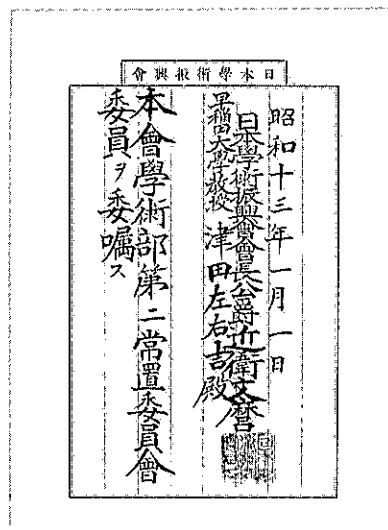 日本學術振興會
昭和十三年一月一日
日本學術振興會長公爵近衛文麿
早稲田大學教授 津田左右吉殿
本會學術部第二常置委員會
委員ヲ委囑ス